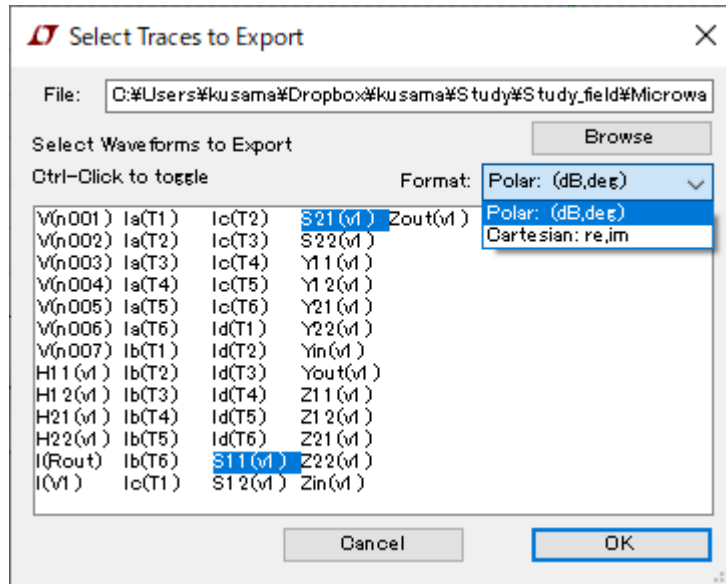 Select Traces to Export
File: C:¥Users¥kusama¥Dropbox¥kusama¥Study¥Study_field¥Microwa
Browse
Select Waveforms to Export
Ctrl-Click to toggle
Format: Polar: (dB,deg)
Polar: (dB,deg)
Cartesian: re,im
V(n001) Ia(T1) Ic(T2) S21(v1) Zout(v1)
V(n002) Ia(T2) Ic(T3) S22(v1)
V(n003) Ia(T3) Ic(T4) Y11(v1)
V(n004) Ia(T4) Ic(T5) Y12(v1)
V(n005) Ia(T5) Ic(T6) Y21(v1)
V(n006) Ia(T6) Id(T1) Y22(v1)
V(n007) Ib(T1) Id(T2) Yin(v1)
H11(v1) Ib(T2) Id(T3) Yout(v1)
H12(v1) Ib(T3) Id(T4) Z11(v1)
H21(v1) Ib(T4) Id(T5) Z12(v1)
H22(v1) Ib(T5) Id(T6) Z21(v1)
I(Rout) Ib(T6) S11(v1) Z22(v1)
I(V1) Ic(T1) S12(v1) Zin(v1)
Cancel OK